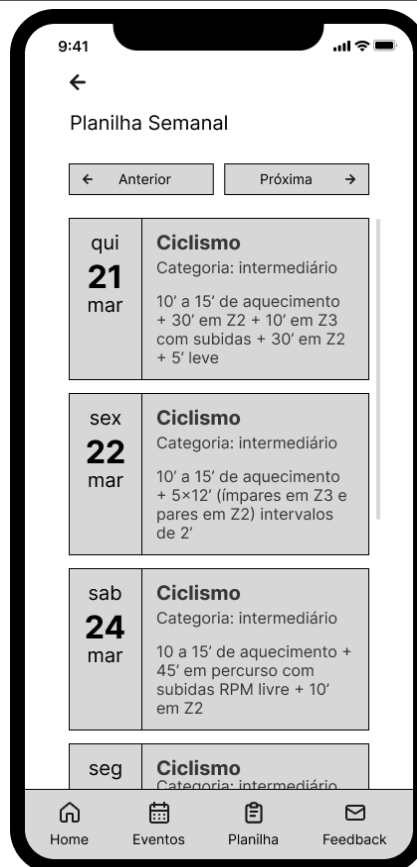 9:41
Planilha Semanal
Anterior
Próxima
qui
21
mar
Ciclismo
Categoria: intermediário
10’ a 15’ de aquecimento
+ 30’ em Z2 + 10’ em Z3
com subidas + 30’ em Z2
+ 5’ leve
sex
22
mar
Ciclismo
Categoria: intermediário
10’ a 15’ de aquecimento
+ 5×12’ (ímpares em Z3 e
pares em Z2) intervalos
de 2’
sab
24
mar
Ciclismo
Categoria: intermediário
10 a 15’ de aquecimento +
45’ em percurso com
subidas RPM livre + 10’
em Z2
seg
Ciclismo
Categoria: intermediário
Home
Eventos
Planilha
Feedback